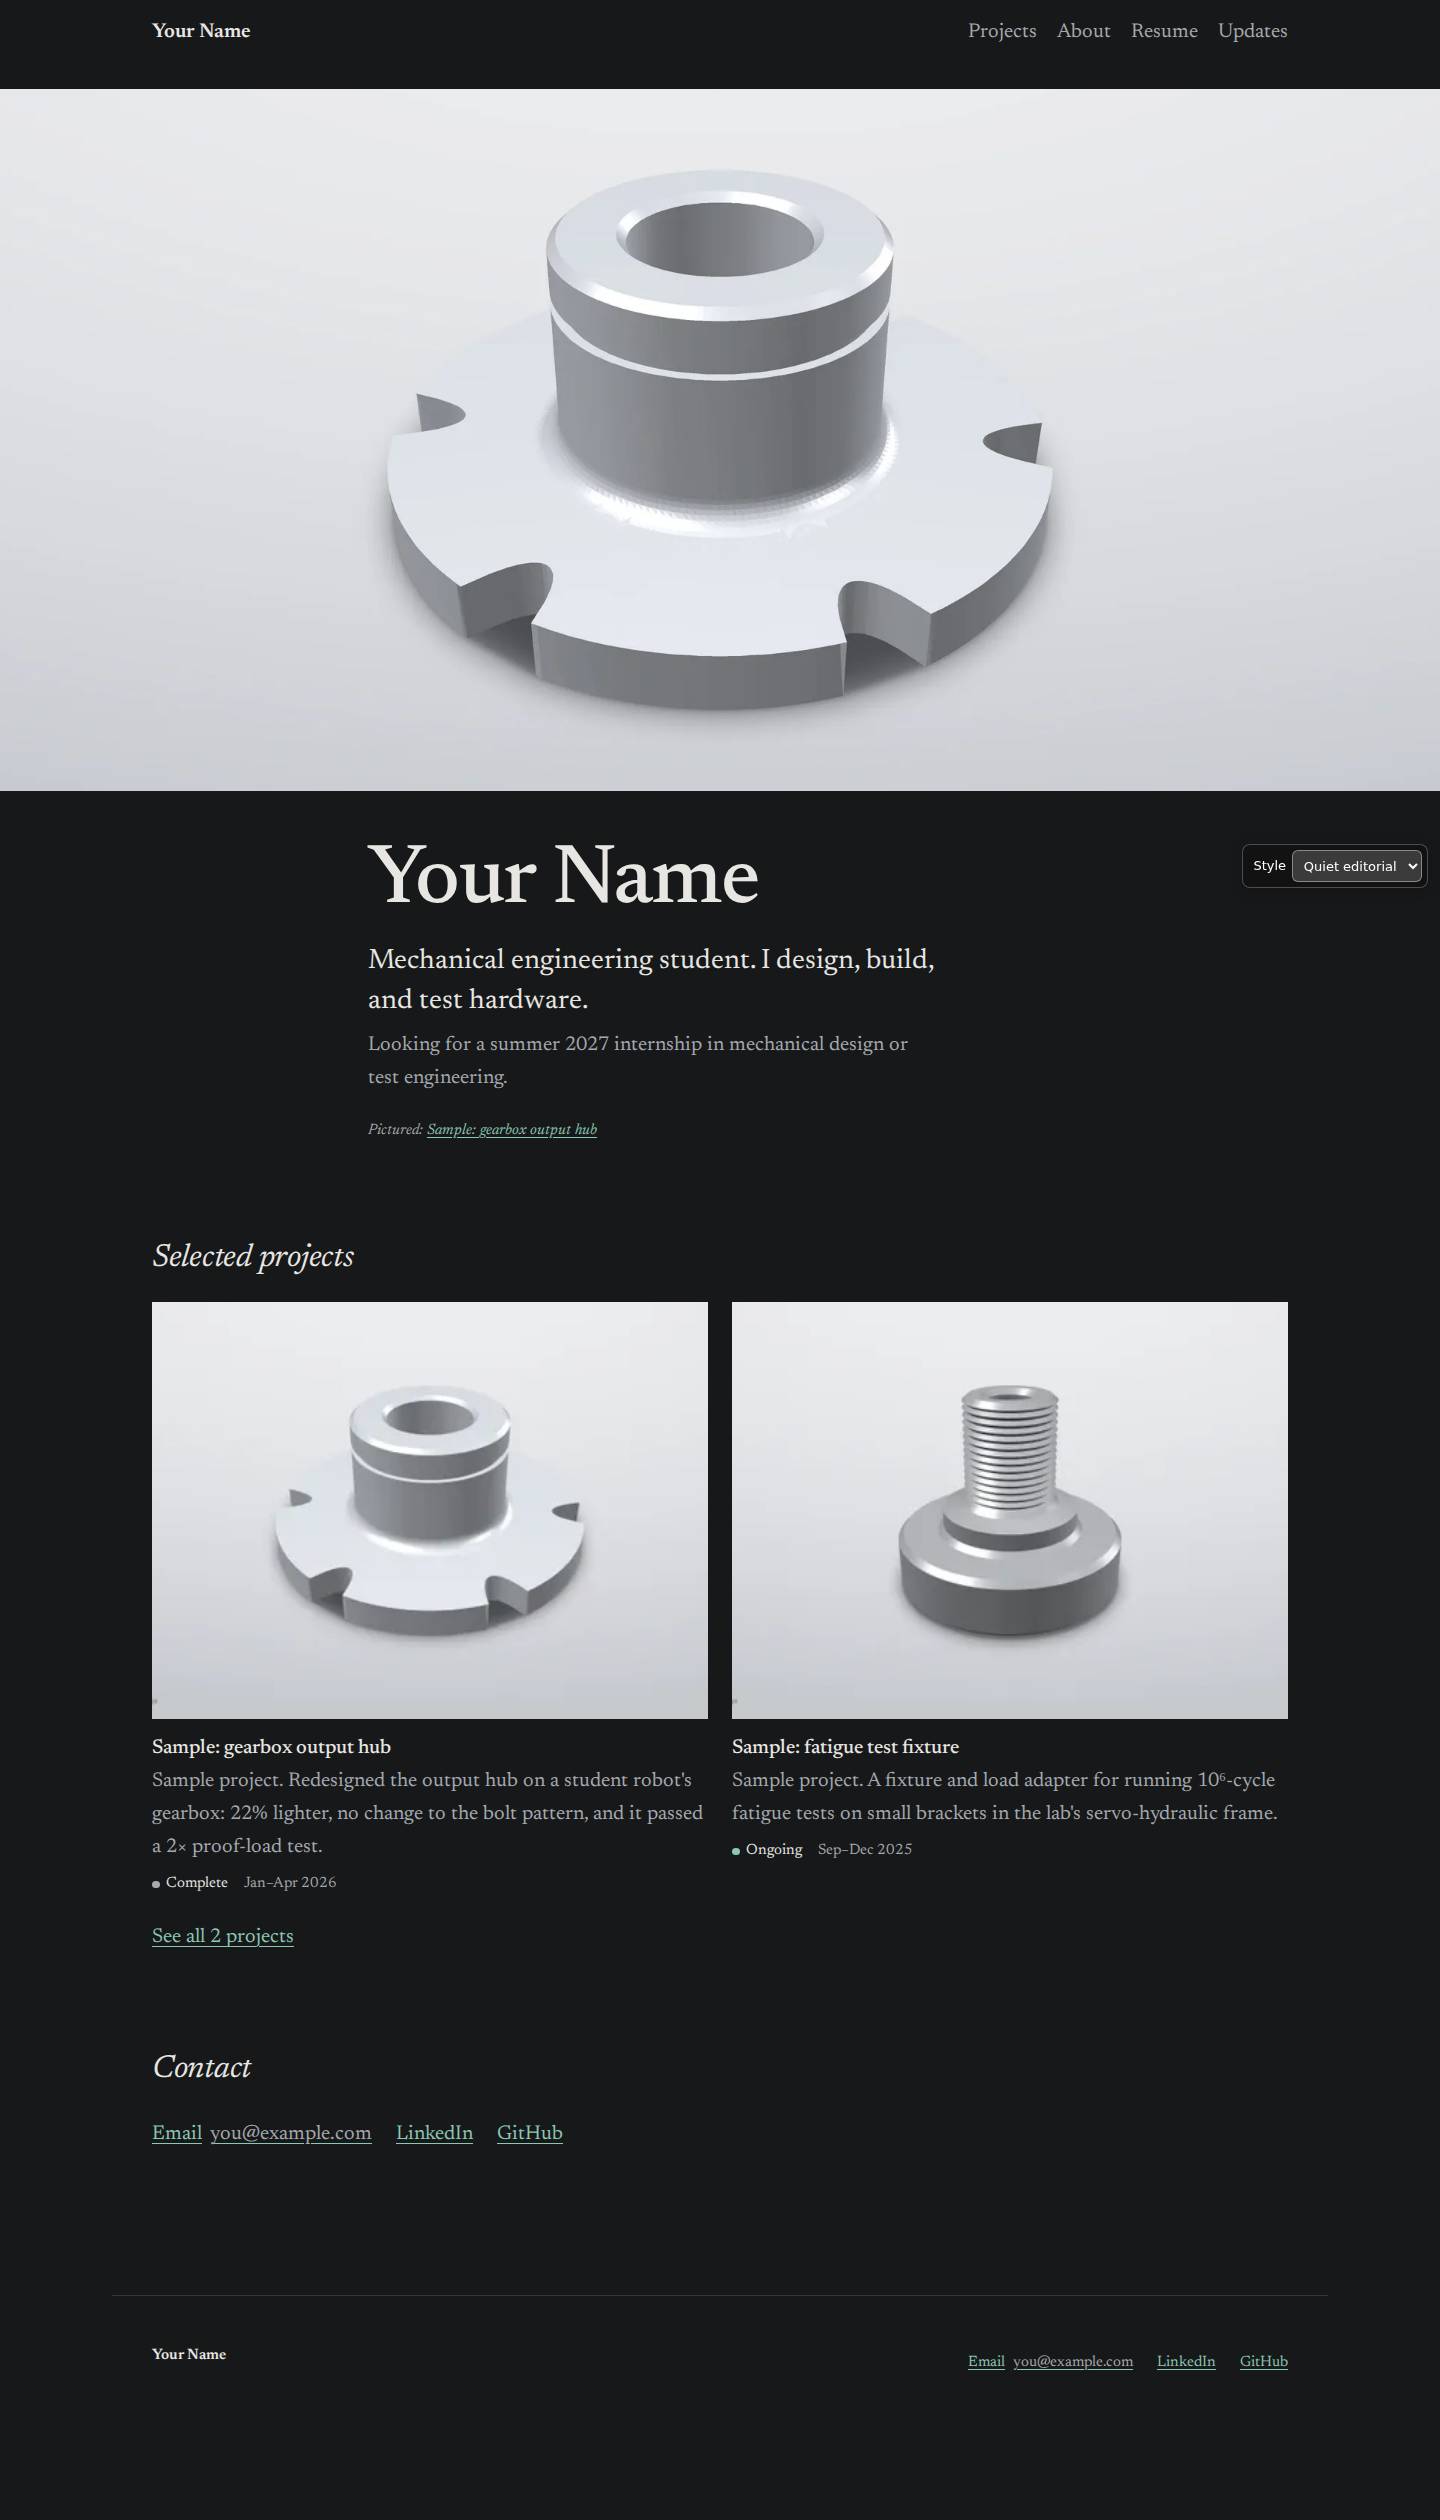 Your Name
Projects About Resume Updates
Your Name
Style Quiet editorial
Mechanical engineering student. I design, build,
and test hardware.
Looking for a summer 2027 internship in mechanical design or
test engineering.
Pictured: Sample: gearbox output hub
Selected projects
Sample: gearbox output hub
Sample project. Redesigned the output hub on a student robot's
gearbox: 22% lighter, no change to the bolt pattern, and it passed
a 2× proof-load test.
Complete Jan–Apr 2026
Sample: fatigue test fixture
Sample project. A fixture and load adapter for running 10⁶-cycle
fatigue tests on small brackets in the lab's servo-hydraulic frame.
Ongoing Sep–Dec 2025
See all 2 projects
Contact
Email you@example.com LinkedIn GitHub
Your Name
Email you@example.com LinkedIn GitHub